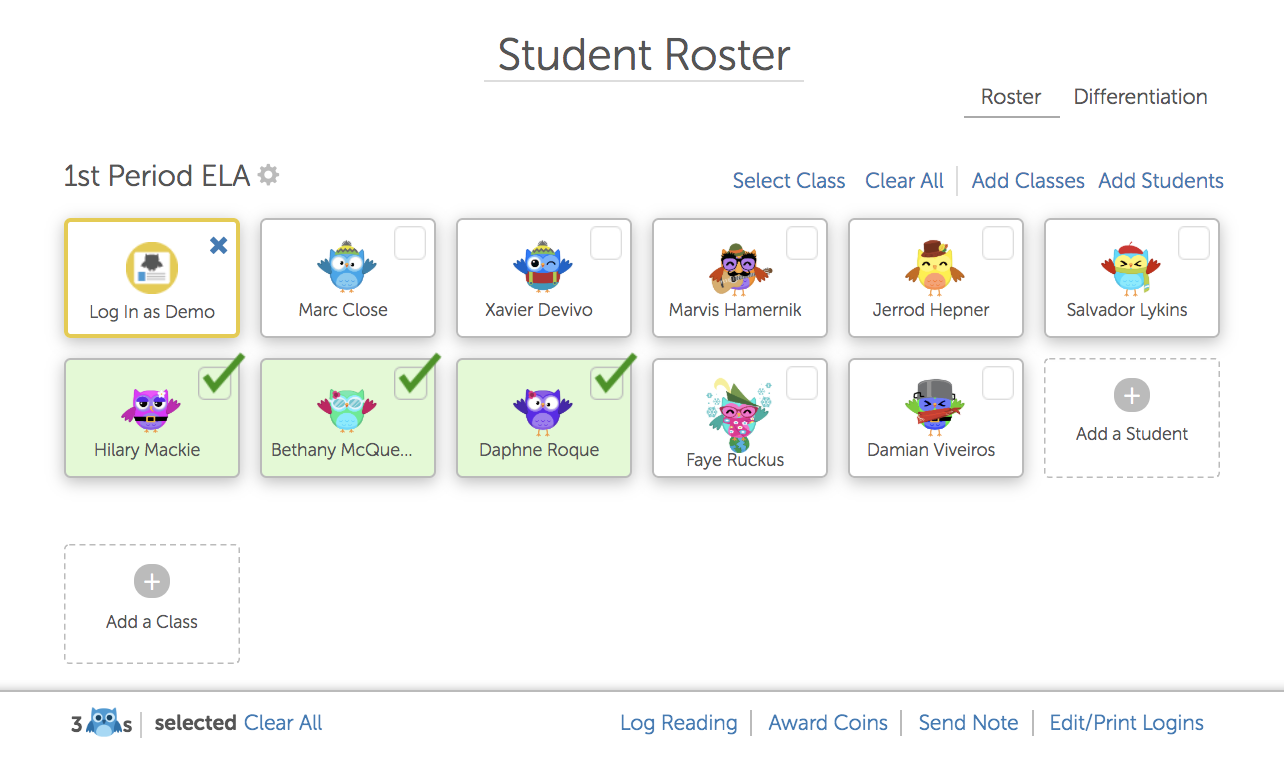 Student Roster
Roster Differentiation
1st Period ELA
Select Class Clear All Add Classes Add Students
Log In as Demo Marc Close Xavier Devivo Marvis Hamernik Jerrod Hepner Salvador Lykins
Hilary Mackie Bethany McQue... Daphne Roque Faye Ruckus Damian Viveiros Add a Student
Add a Class
3 s selected Clear All Log Reading Award Coins Send Note Edit/Print Logins